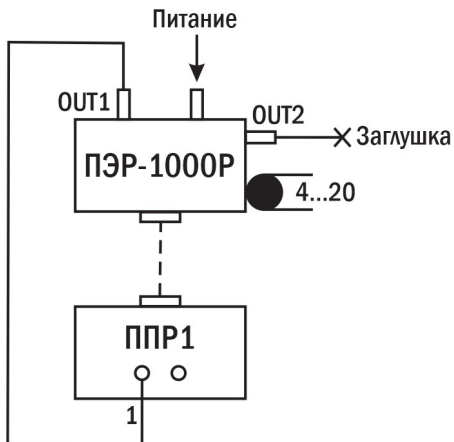 Питание
OUT1
OUT2
Заглушка
ПЭР-1000Р
4...20
ППР1
1